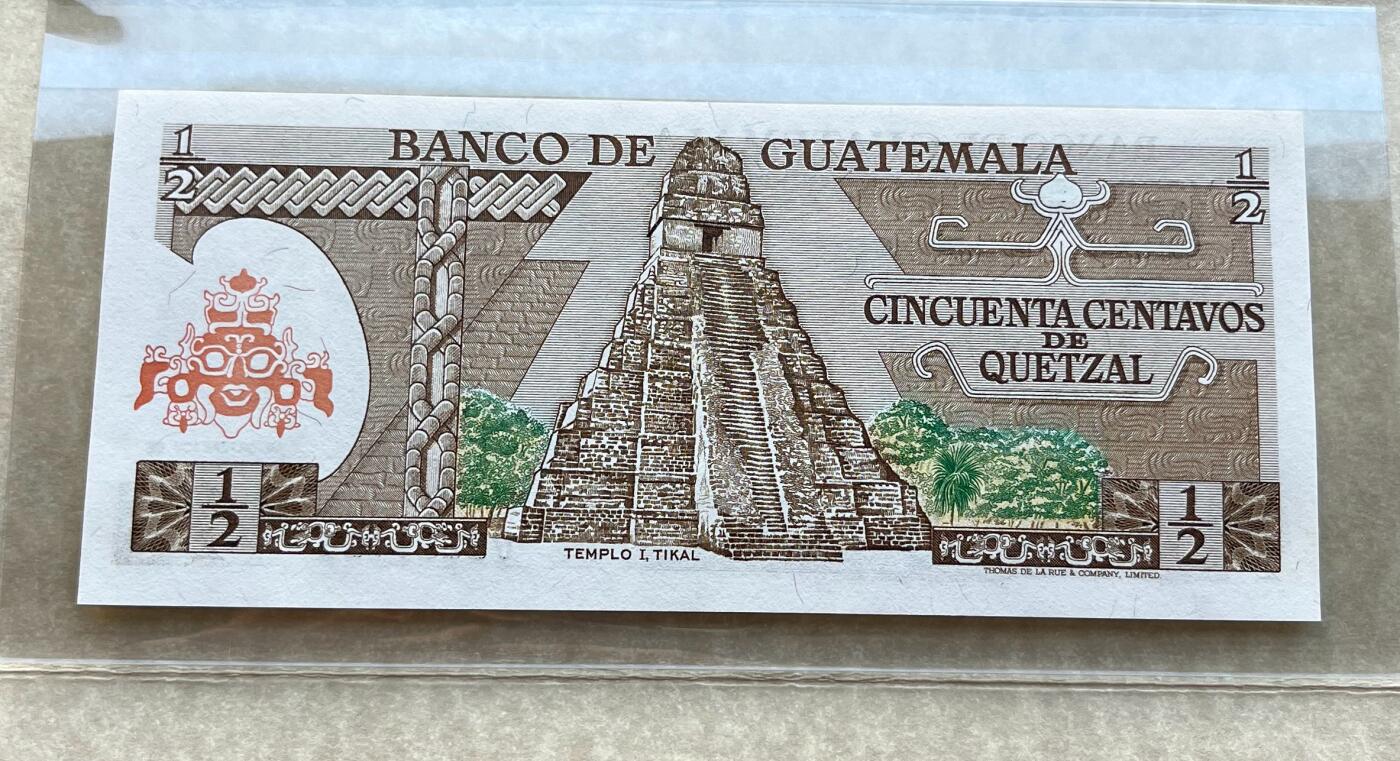 1/2
BANCO DE GUATEMALA
1/2
CINCUENTA CENTAVOS
DE
QUETZAL
1/2
TEMPLO I, TIKAL
1/2
THOMAS DE LA RUE & COMPANY, LIMITED.